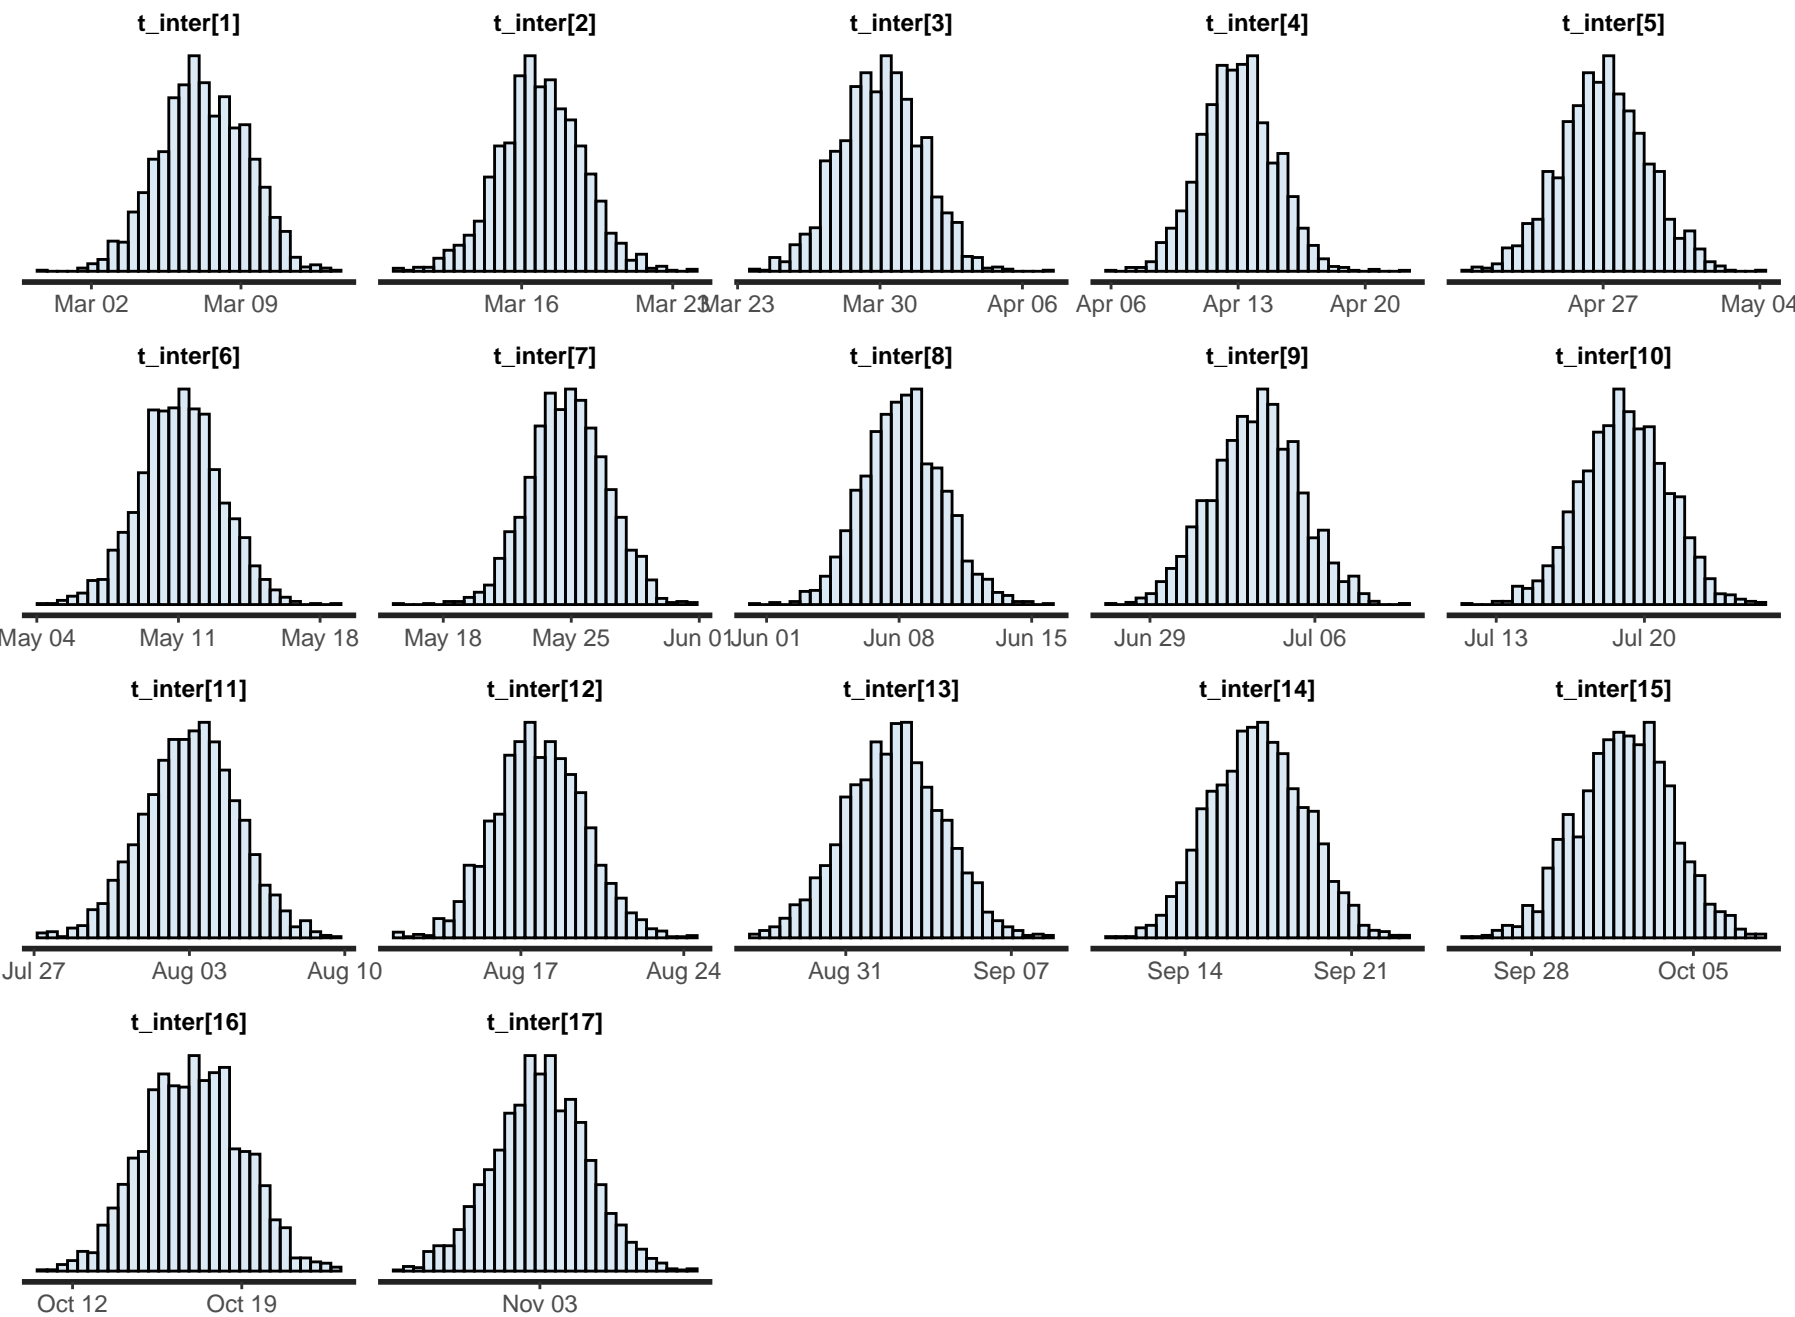 t_inter[1] t_inter[2] t_inter[3] t_inter[4] t_inter[5]
Mar 02 Mar 09 Mar 16 Mar 23 Mar 23 Mar 30 Apr 06 Apr 06 Apr 13 Apr 20 Apr 27 May 04
t_inter[6] t_inter[7] t_inter[8] t_inter[9] t_inter[10]
May 04 May 11 May 18 May 18 May 25 Jun 01 Jun 01 Jun 08 Jun 15 Jun 29 Jul 06 Jul 13 Jul 20
t_inter[11] t_inter[12] t_inter[13] t_inter[14] t_inter[15]
Jul 27 Aug 03 Aug 10 Aug 17 Aug 24 Aug 31 Sep 07 Sep 14 Sep 21 Sep 28 Oct 05
t_inter[16] t_inter[17]
Oct 12 Oct 19 Nov 03